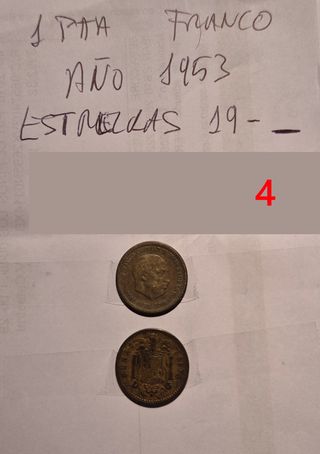 1 PTA FRANCO
AÑO 1953
ESTRELLAS 19-_
4